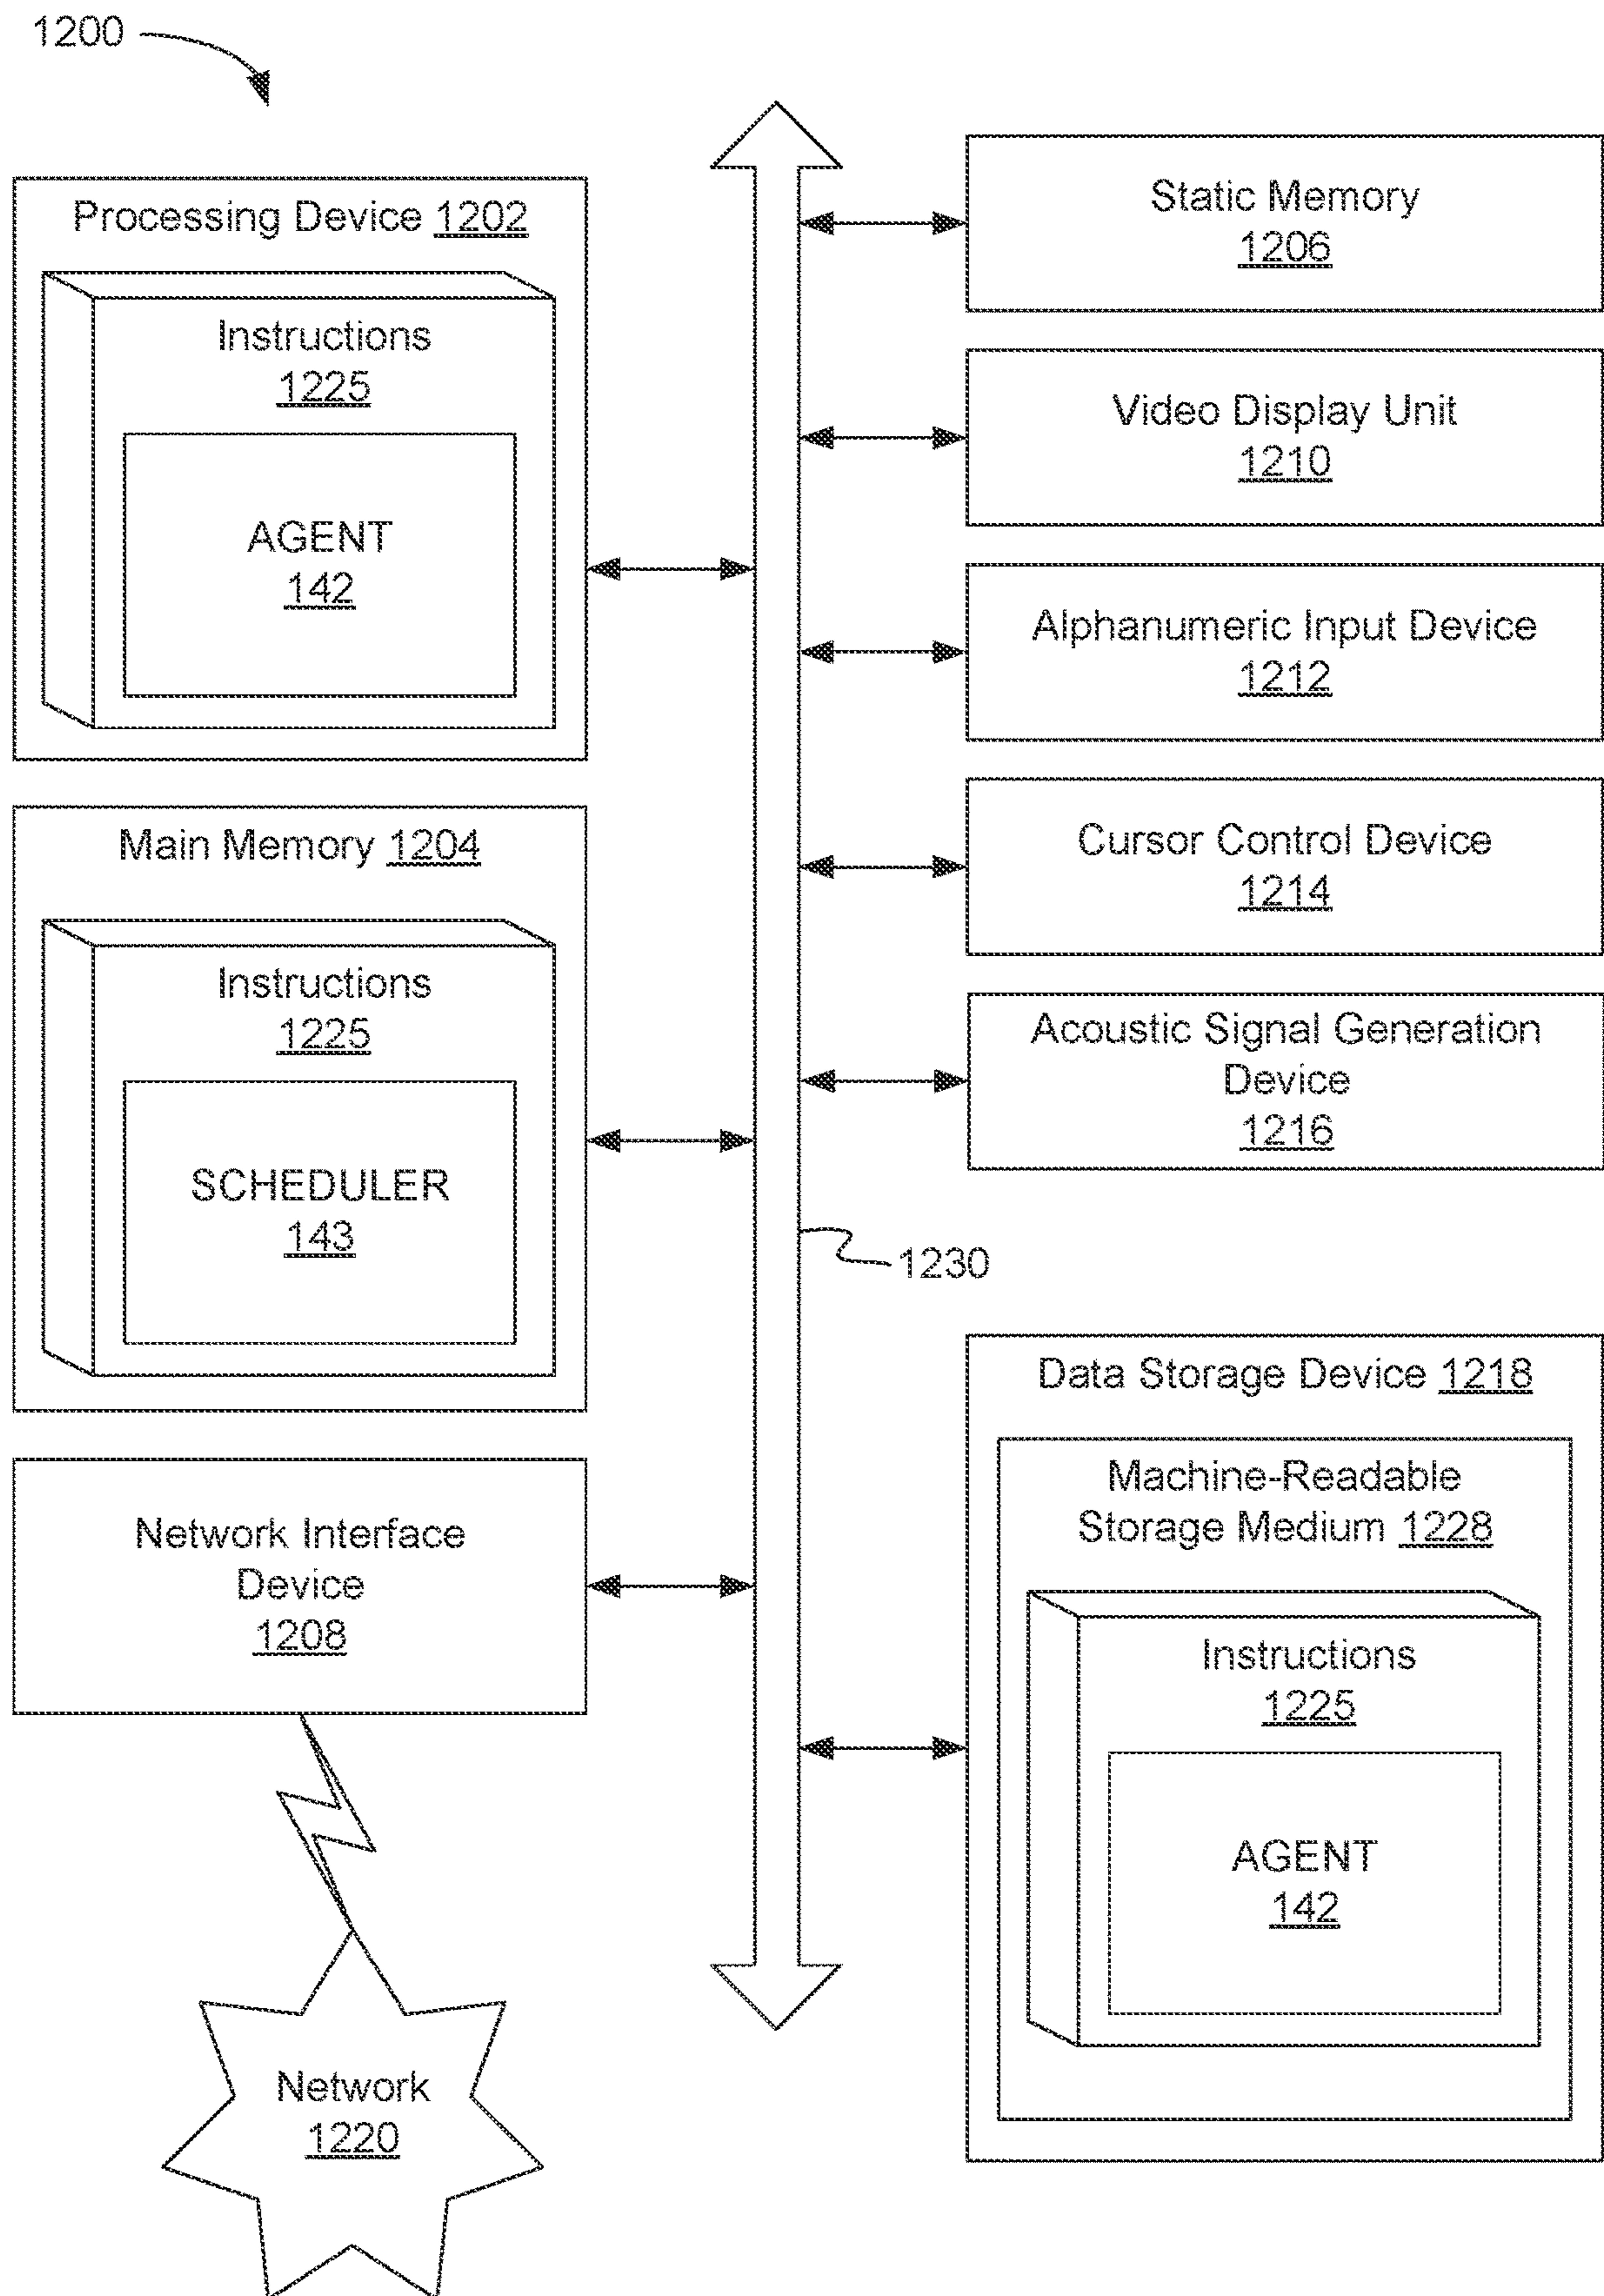 1200
Processing Device 1202
Instructions
1225
AGENT
142
Main Memory 1204
Instructions
1225
SCHEDULER
143
Network Interface
Device
1208
Network
1220
Static Memory
1206
Video Display Unit
1210
Alphanumeric Input Device
1212
Cursor Control Device
1214
Acoustic Signal Generation
Device
1216
1230
Data Storage Device 1218
Machine-Readable
Storage Medium 1228
Instructions
1225
AGENT
142